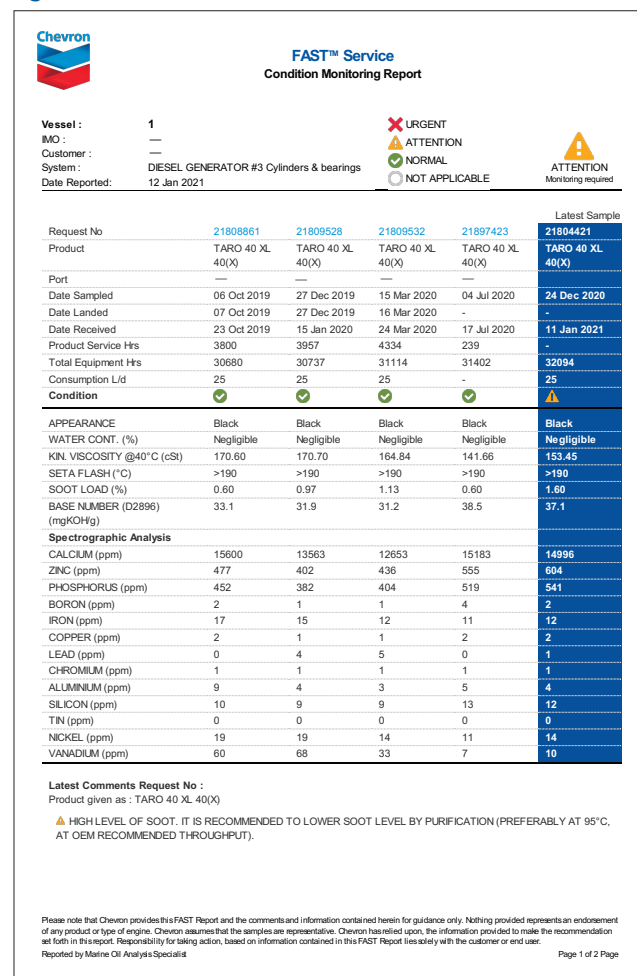 Chevron
FAST™ Service
Condition Monitoring Report
Vessel : 1
IMO : —
Customer : —
System : DIESEL GENERATOR #3 Cylinders & bearings
Date Reported: 12 Jan 2021
URGENT
ATTENTION
NORMAL
NOT APPLICABLE
ATTENTION
Monitoring required
Latest Sample
Request No 21808861 21809528 21809532 21897423 21804421
Product TARO 40 XL TARO 40 XL TARO 40 XL TARO 40 XL TARO 40 XL
40(X) 40(X) 40(X) 40(X) 40(X)
Port — — — —
Date Sampled 06 Oct 2019 27 Dec 2019 15 Mar 2020 04 Jul 2020 24 Dec 2020
Date Landed 07 Oct 2019 27 Dec 2019 16 Mar 2020 - -
Date Received 23 Oct 2019 15 Jan 2020 24 Mar 2020 17 Jul 2020 11 Jan 2021
Product Service Hrs 3800 3957 4334 239 -
Total Equipment Hrs 30680 30737 31114 31402 32094
Consumption L/d 25 25 25 - 25
Condition
APPEARANCE Black Black Black Black Black
WATER CONT. (%) Negligible Negligible Negligible Negligible Negligible
KIN. VISCOSITY @40°C (cSt) 170.60 170.70 164.84 141.66 153.45
SETA FLASH (°C) >190 >190 >190 >190 >190
SOOT LOAD (%) 0.60 0.97 1.13 0.60 1.60
BASE NUMBER (D2896) 33.1 31.9 31.2 38.5 37.1
(mgKOH/g)
Spectrographic Analysis
CALCIUM (ppm) 15600 13563 12653 15183 14996
ZINC (ppm) 477 402 436 555 604
PHOSPHORUS (ppm) 452 382 404 519 541
BORON (ppm) 2 1 1 4 2
IRON (ppm) 17 15 12 11 12
COPPER (ppm) 2 1 1 2 2
LEAD (ppm) 0 4 5 0 1
CHROMIUM (ppm) 1 1 1 1 1
ALUMINIUM (ppm) 9 4 3 5 4
SILICON (ppm) 10 9 9 13 12
TIN (ppm) 0 0 0 0 0
NICKEL (ppm) 19 19 14 11 14
VANADIUM (ppm) 60 68 33 7 10
Latest Comments Request No :
Product given as : TARO 40 XL 40(X)
HIGH LEVEL OF SOOT. IT IS RECOMMENDED TO LOWER SOOT LEVEL BY PURIFICATION (PREFERABLY AT 95°C,
AT OEM RECOMMENDED THROUGHPUT).
Please note that Chevron provides this FAST Report and the comments and information contained herein for guidance only. Nothing provided represents an endorsement
of any product or type of engine. Chevron assumes that the samples are representative. Chevron has relied upon, the information provided to make the recommendation
set forth in this report. Responsibility for taking action, based on information contained in this FAST Report lies solely with the customer or end user.
Reported by Marine Oil Analysis Specialist
Page 1 of 2 Page